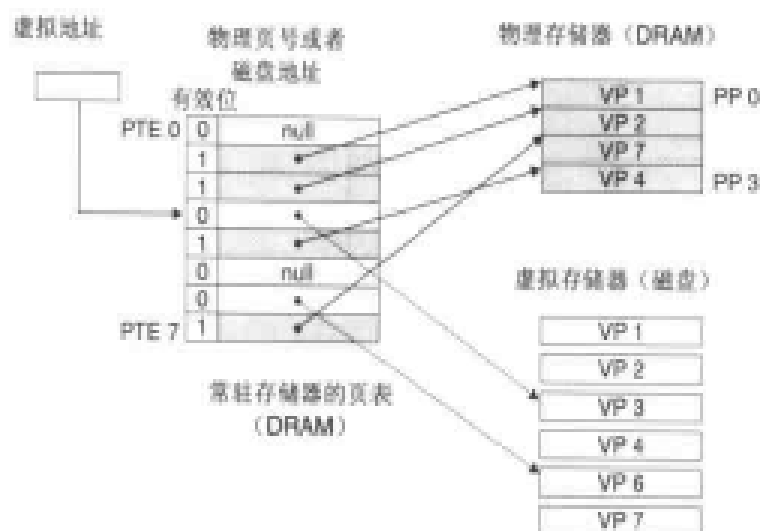 虚拟地址
物理页号或者
磁盘地址
有效位
PTE 0 0 null
1
1
0
1
0 null
0
PTE 7 1
常驻存储器的页表
(DRAM)
物理存储器(DRAM)
VP 1 PP 0
VP 2
VP 7
VP 4 PP 3
虚拟存储器(磁盘)
VP 1
VP 2
VP 3
VP 4
VP 6
VP 7